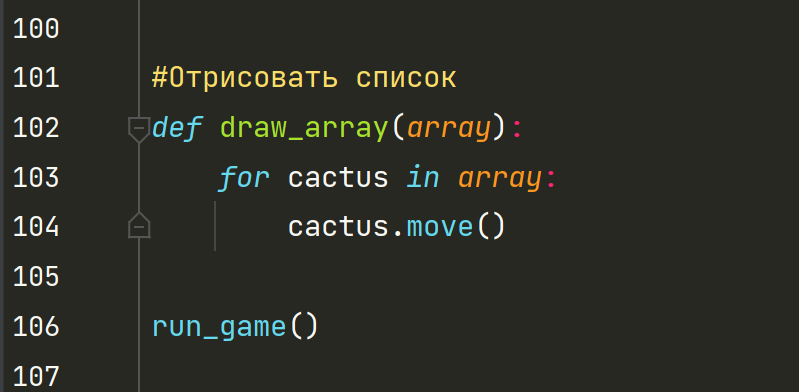 100
101 #Отрисовать список
102 def draw_array(array):
103     for cactus in array:
104         cactus.move()
105
106 run_game()
107